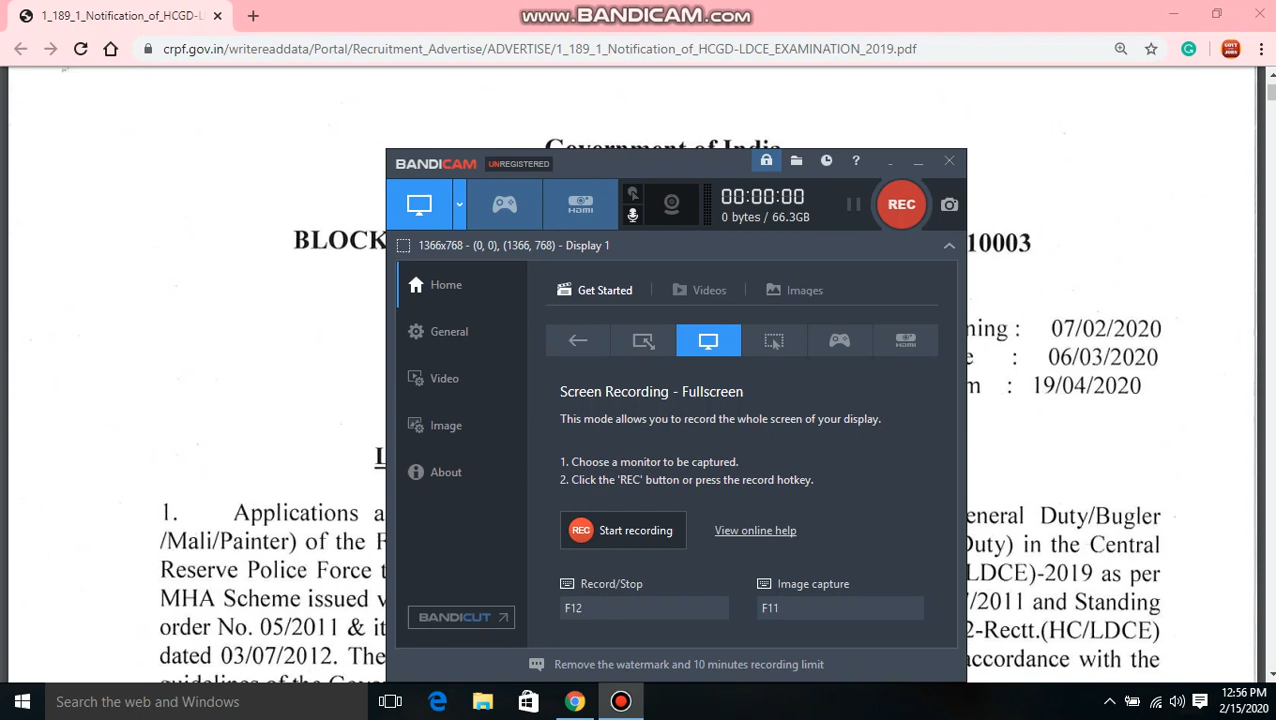 1_189_1_Notification_of_HCGD-L
www.BANDICAM.com
crpf.gov.in/writereaddata/Portal/Recruitment_Advertise/ADVERTISE/1_189_1_Notification_of_HCGD-LDCE_EXAMINATION_2019.pdf
Government of India
BANDICAM UNREGISTERED
00:00:00
REC
0 bytes / 66.3GB
HDMI
BLOCK
10003
1366x768 - (0, 0), (1366, 768) - Display 1
Home
Get Started
Videos
Images
General
HDMI
ning : 07/02/2020
e : 06/03/2020
m : 19/04/2020
Video
Screen Recording - Fullscreen
This mode allows you to record the whole screen of your display.
Image
1. Choose a monitor to be captured.
About
2. Click the 'REC' button or press the record hotkey.
1. Applications a
eneral Duty/Bugler
REC Start recording
View online help
/Mali/Painter) of the F
Duty) in the Central
Reserve Police Force t
LDCE)-2019 as per
Record/Stop
Image capture
MHA Scheme issued v
7/2011 and Standing
F12
F11
BANDICUT
order No. 05/2011 & it
2-Rectt.(HC/LDCE)
dated 03/07/2012. The
accordance with the
Remove the watermark and 10 minutes recording limit
Search the web and Windows
12:56 PM
2/15/2020